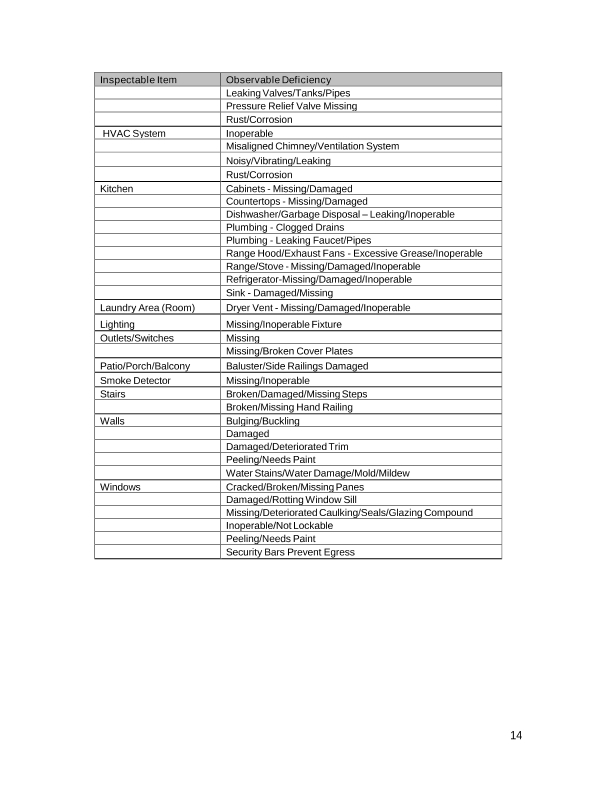 Inspectable Item Observable Deficiency
Leaking Valves/Tanks/Pipes
Pressure Relief Valve Missing
Rust/Corrosion
HVAC System Inoperable
Misaligned Chimney/Ventilation System
Noisy/Vibrating/Leaking
Rust/Corrosion
Kitchen Cabinets - Missing/Damaged
Countertops - Missing/Damaged
Dishwasher/Garbage Disposal – Leaking/Inoperable
Plumbing - Clogged Drains
Plumbing - Leaking Faucet/Pipes
Range Hood/Exhaust Fans - Excessive Grease/Inoperable
Range/Stove - Missing/Damaged/Inoperable
Refrigerator-Missing/Damaged/Inoperable
Sink - Damaged/Missing
Laundry Area (Room) Dryer Vent - Missing/Damaged/Inoperable
Lighting Missing/Inoperable Fixture
Outlets/Switches Missing
Missing/Broken Cover Plates
Patio/Porch/Balcony Baluster/Side Railings Damaged
Smoke Detector Missing/Inoperable
Stairs Broken/Damaged/Missing Steps
Broken/Missing Hand Railing
Walls Bulging/Buckling
Damaged
Damaged/Deteriorated Trim
Peeling/Needs Paint
Water Stains/Water Damage/Mold/Mildew
Windows Cracked/Broken/Missing Panes
Damaged/Rotting Window Sill
Missing/Deteriorated Caulking/Seals/Glazing Compound
Inoperable/Not Lockable
Peeling/Needs Paint
Security Bars Prevent Egress
14